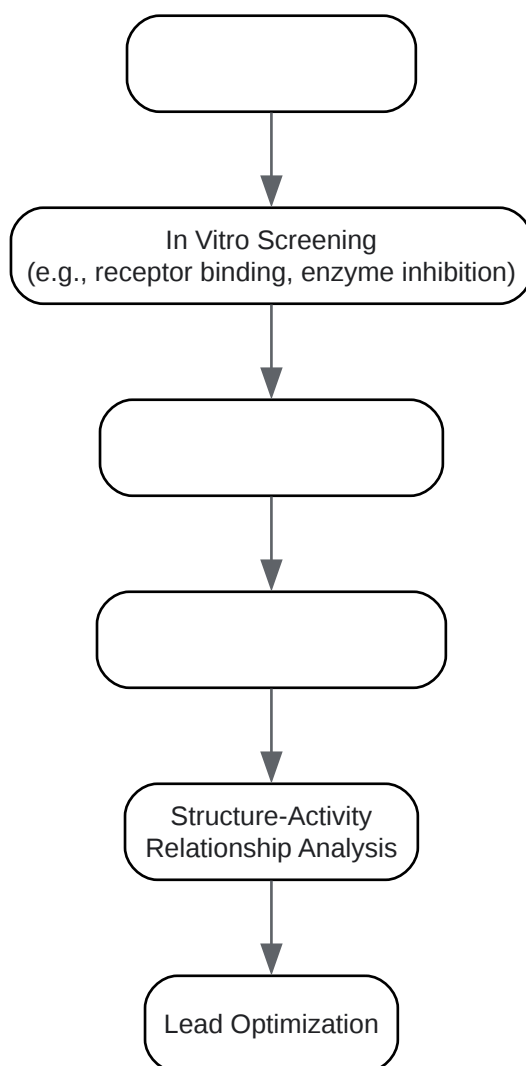 In Vitro Screening
(e.g., receptor binding, enzyme inhibition)
Structure-Activity
Relationship Analysis
Lead Optimization